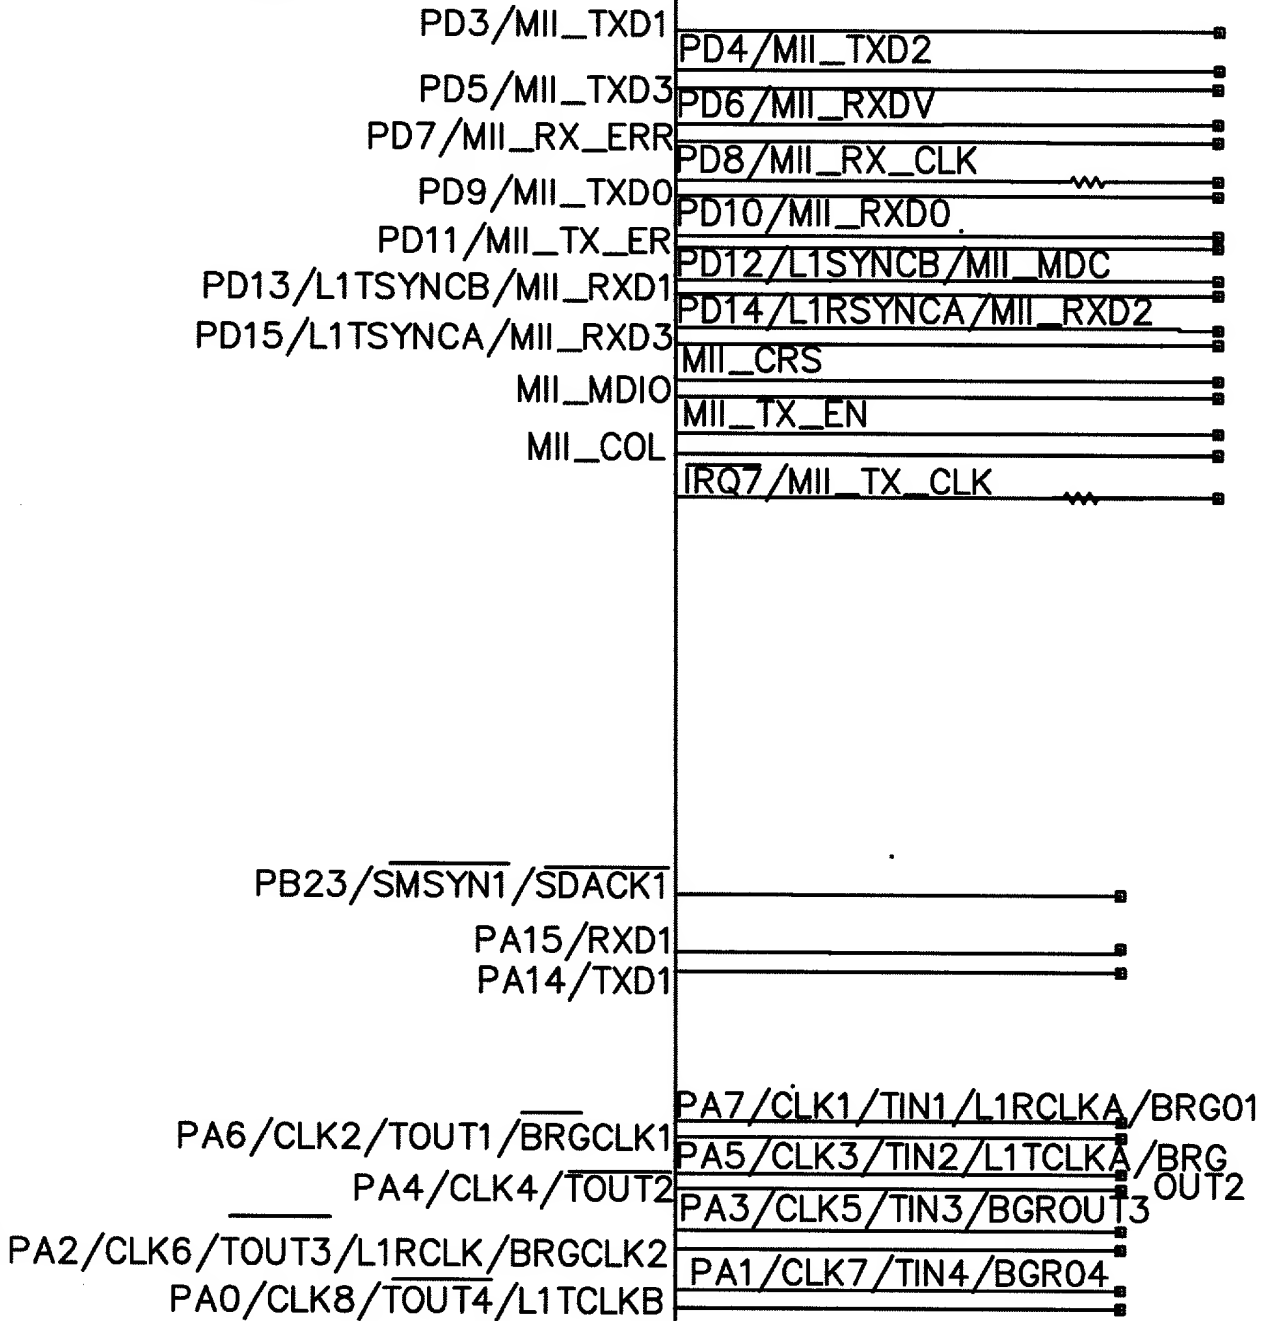 PD3/MII_TXD1
PD4/MII_TXD2
PD5/MII_TXD3
PD6/MII_RXDV
PD7/MII_RX_ERR
PD8/MII_RX_CLK
PD9/MII_TXD0
PD10/MII_RXD0
PD11/MII_TX_ER
PD12/L1SYNCB/MII_MDC
PD13/L1TSYNCB/MII_RXD1
PD14/L1RSYNCA/MII_RXD2
PD15/L1TSYNCA/MII_RXD3
MII_CRS
MII_MDIO
MII_TX_EN
MII_COL
IRQ7/MII_TX_CLK
PB23/SMSYN1/SDACK1
PA15/RXD1
PA14/TXD1
PA7/CLK1/TIN1/L1RCLKA/BRG01
PA6/CLK2/TOUT1/BRGCLK1
PA5/CLK3/TIN2/L1TCLKA/BRG
OUT2
PA4/CLK4/TOUT2
PA3/CLK5/TIN3/BGROUT3
PA2/CLK6/TOUT3/L1RCLK/BRGCLK2
PA1/CLK7/TIN4/BGR04
PA0/CLK8/TOUT4/L1TCLKB